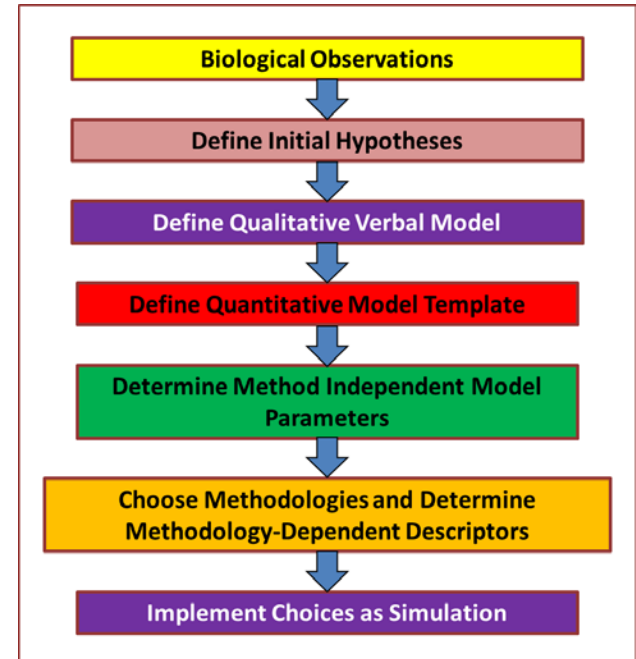 Biological Observations
Define Initial Hypotheses
Define Qualitative Verbal Model
Define Quantitative Model Template
Determine Method Independent Model
Parameters
Choose Methodologies and Determine
Methodology-Dependent Descriptors
Implement Choices as Simulation